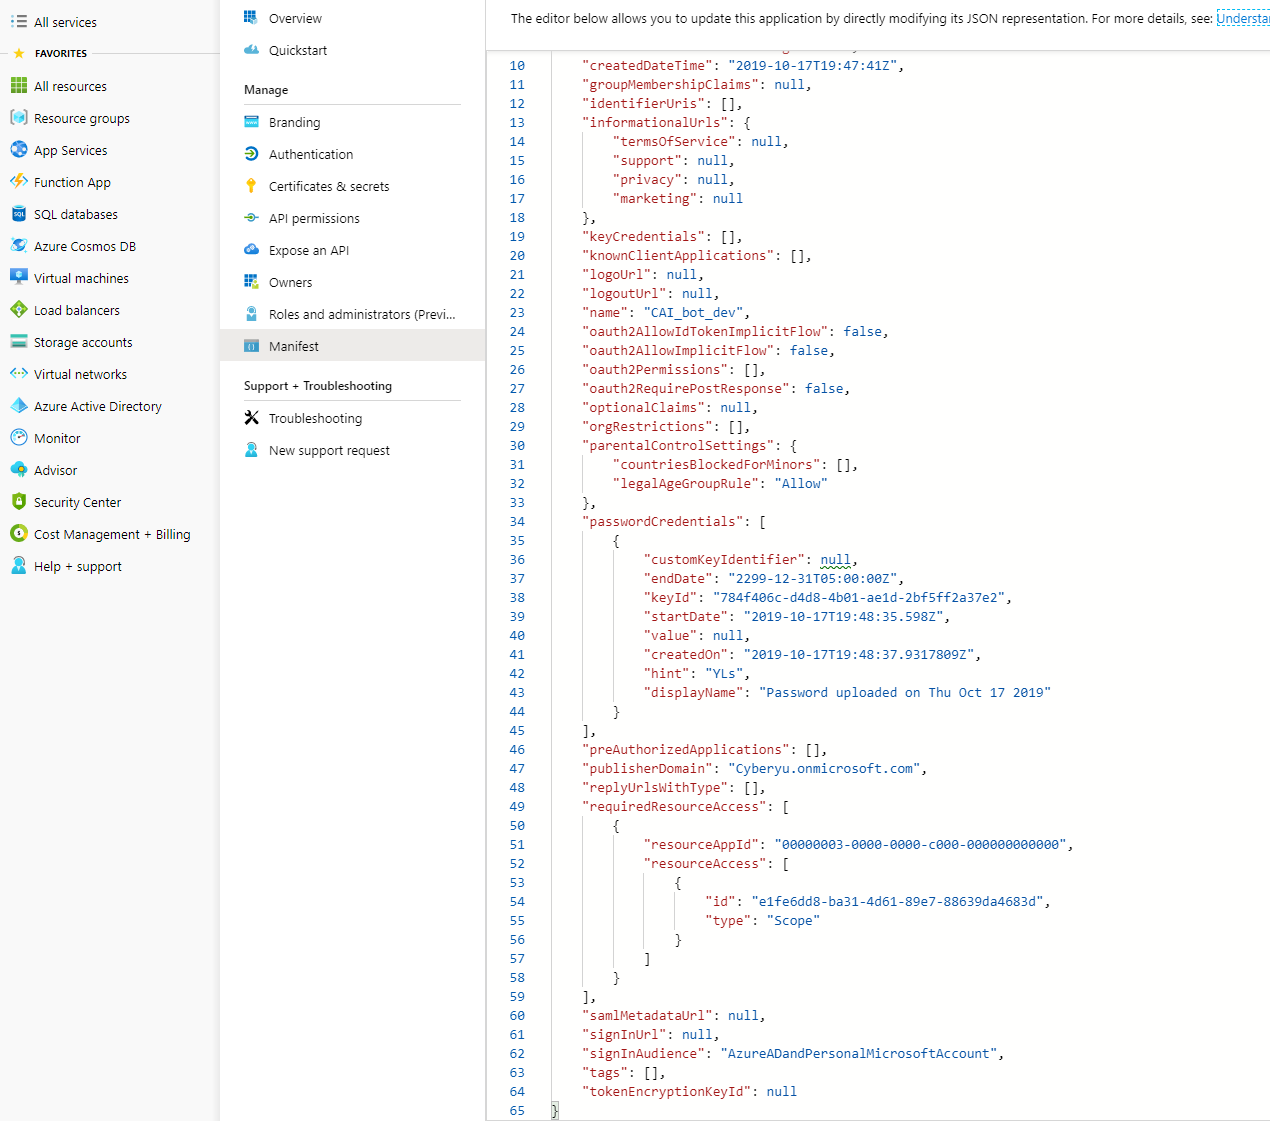 All services
FAVORITES
All resources
Resource groups
App Services
Function App
SQL databases
Azure Cosmos DB
Virtual machines
Load balancers
Storage accounts
Virtual networks
Azure Active Directory
Monitor
Advisor
Security Center
Cost Management + Billing
Help + support
Overview
Quickstart
Manage
Branding
Authentication
Certificates & secrets
API permissions
Expose an API
Owners
Roles and administrators (Previ...
Manifest
Support + Troubleshooting
Troubleshooting
New support request
The editor below allows you to update this application by directly modifying its JSON representation. For more details, see: Understa
10 "createdDateTime": "2019-10-17T19:47:41Z",
11 "groupMembershipClaims": null,
12 "identifierUris": [],
13 "informationalUrls": {
14 "termsOfService": null,
15 "support": null,
16 "privacy": null,
17 "marketing": null
18 },
19 "keyCredentials": [],
20 "knownClientApplications": [],
21 "logoUrl": null,
22 "logoutUrl": null,
23 "name": "CAI_bot_dev",
24 "oauth2AllowIdTokenImplicitFlow": false,
25 "oauth2AllowImplicitFlow": false,
26 "oauth2Permissions": [],
27 "oauth2RequirePostResponse": false,
28 "optionalClaims": null,
29 "orgRestrictions": [],
30 "parentalControlSettings": {
31 "countriesBlockedForMinors": [],
32 "legalAgeGroupRule": "Allow"
33 },
34 "passwordCredentials": [
35 {
36 "customKeyIdentifier": null,
37 "endDate": "2299-12-31T05:00:00Z",
38 "keyId": "784f406c-d4d8-4b01-ae1d-2bf5ff2a37e2",
39 "startDate": "2019-10-17T19:48:35.598Z",
40 "value": null,
41 "createdOn": "2019-10-17T19:48:37.9317809Z",
42 "hint": "YLs",
43 "displayName": "Password uploaded on Thu Oct 17 2019"
44 }
45 ],
46 "preAuthorizedApplications": [],
47 "publisherDomain": "Cyberyu.onmicrosoft.com",
48 "replyUrlsWithType": [],
49 "requiredResourceAccess": [
50 {
51 "resourceAppId": "00000003-0000-0000-c000-000000000000",
52 "resourceAccess": [
53 {
54 "id": "e1fe6dd8-ba31-4d61-89e7-88639da4683d",
55 "type": "Scope"
56 }
57 ]
58 }
59 ],
60 "samlMetadataUrl": null,
61 "signInUrl": null,
62 "signInAudience": "AzureADandPersonalMicrosoftAccount",
63 "tags": [],
64 "tokenEncryptionKeyId": null
65 }